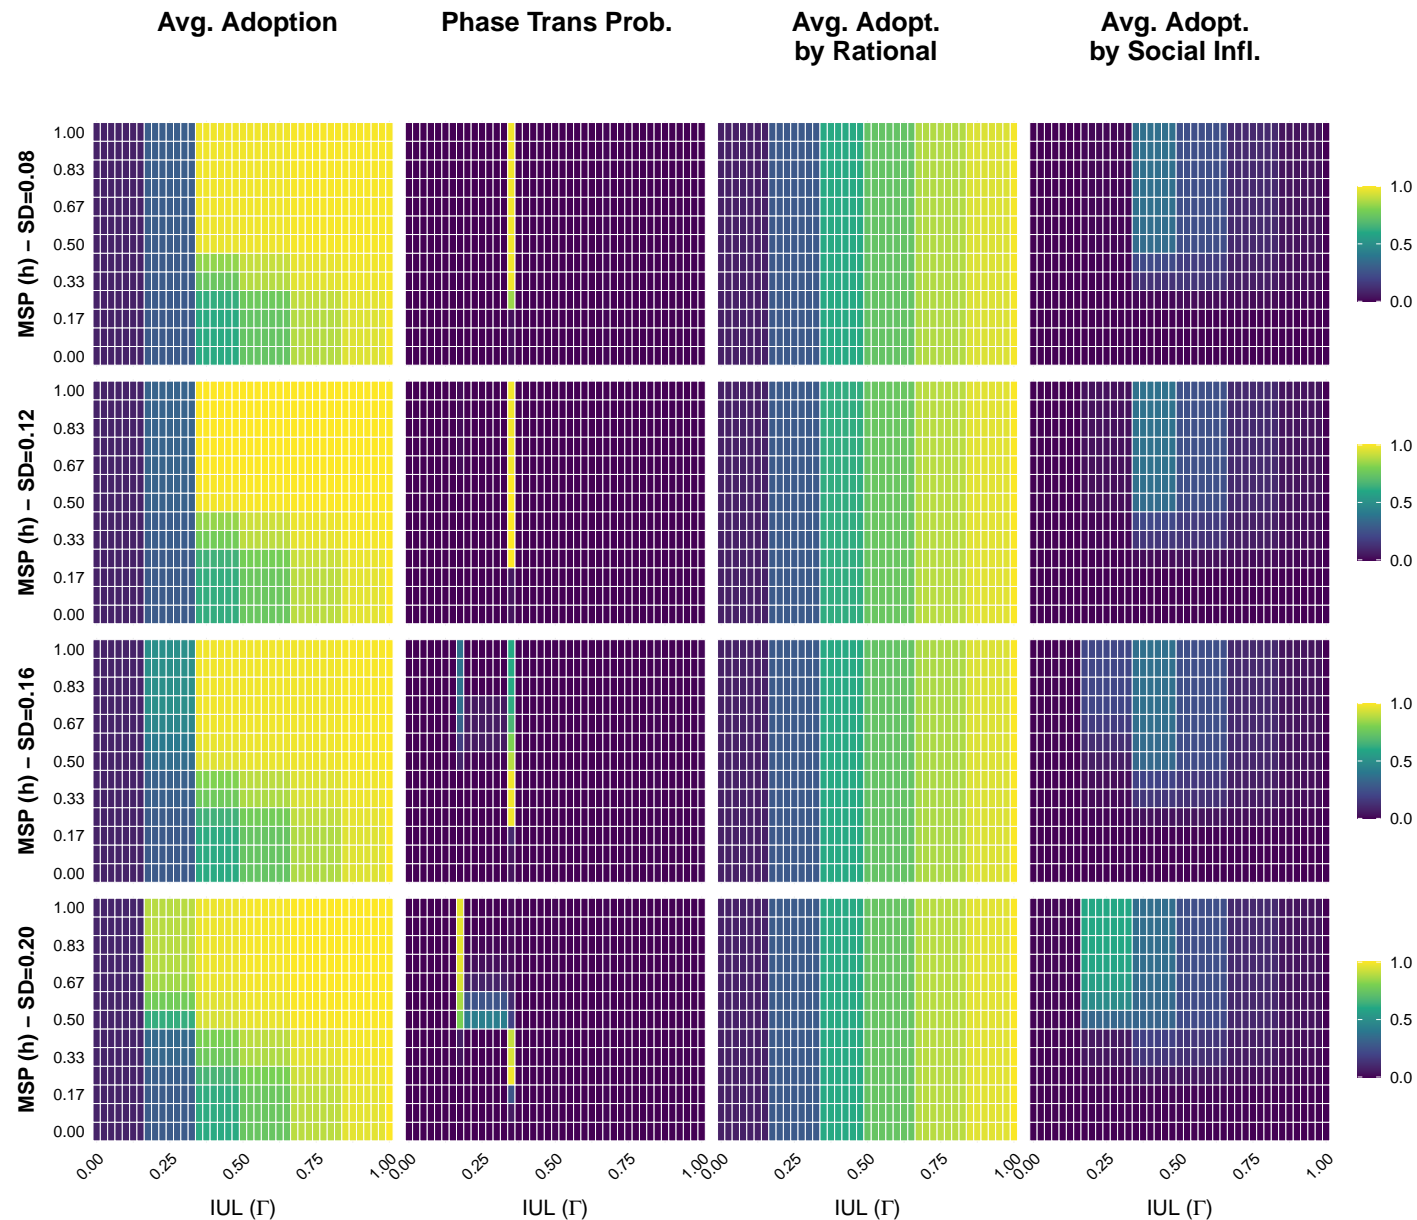 Avg. Adoption
Phase Trans Prob.
Avg. Adopt.
by Rational
Avg. Adopt.
by Social Infl.
MSP (h) − SD=0.08
1.00
0.83
0.67
0.50
0.33
0.17
0.00
1.0
0.5
0.0
MSP (h) − SD=0.12
1.00
0.83
0.67
0.50
0.33
0.17
0.00
1.0
0.5
0.0
MSP (h) − SD=0.16
1.00
0.83
0.67
0.50
0.33
0.17
0.00
1.0
0.5
0.0
MSP (h) − SD=0.20
1.00
0.83
0.67
0.50
0.33
0.17
0.00
1.0
0.5
0.0
0.00 0.25 0.50 0.75 1.00
0.00 0.25 0.50 0.75 1.00
0.00 0.25 0.50 0.75 1.00
0.00 0.25 0.50 0.75 1.00
IUL (Γ)
IUL (Γ)
IUL (Γ)
IUL (Γ)